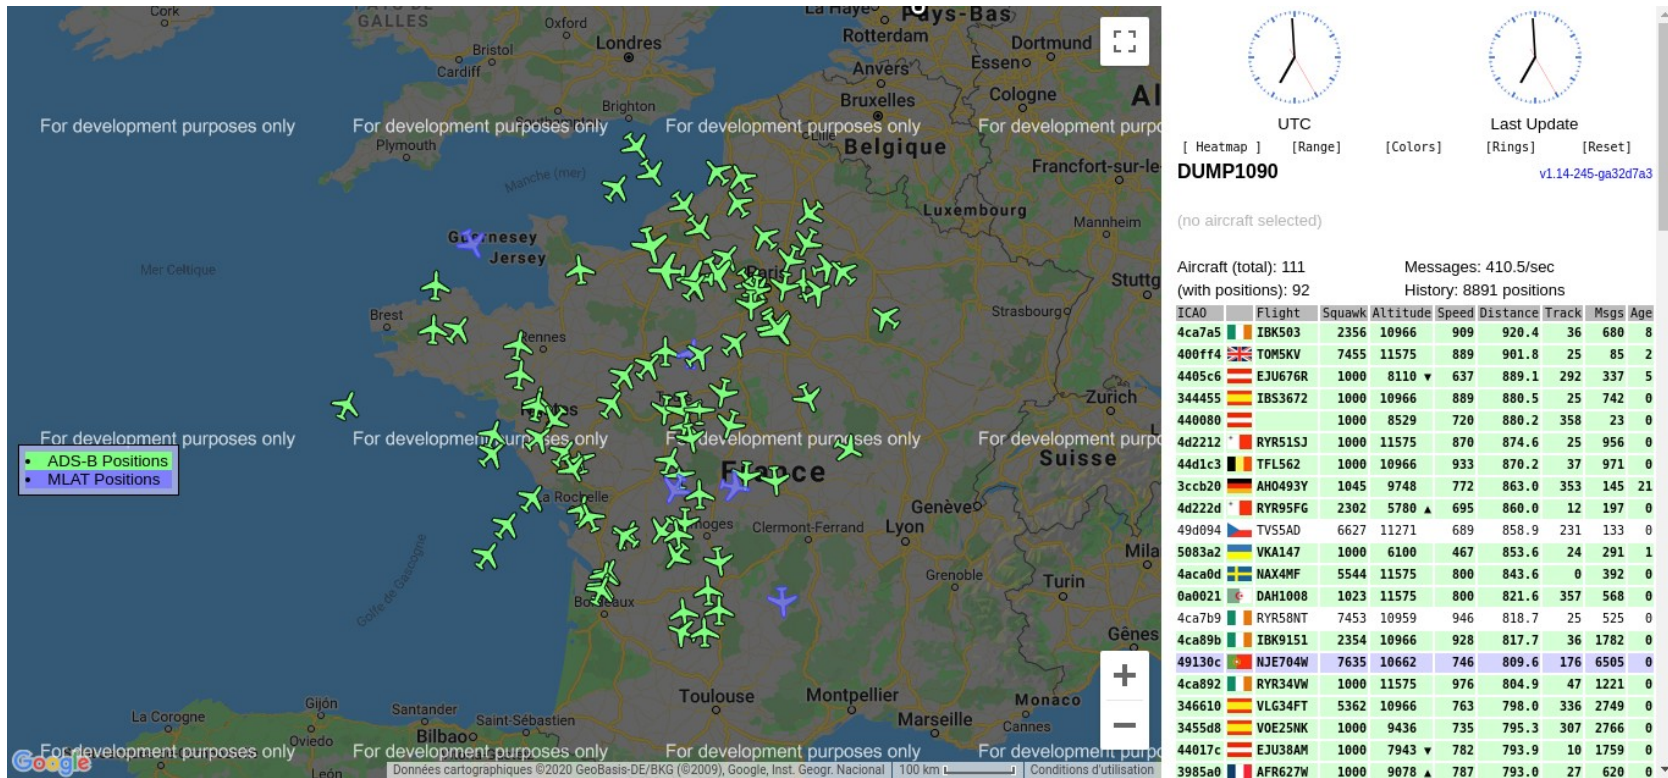 Cork
PAYS DE
GALLES
Oxford
Londres
Bristol
Cardiff
Brighton
Southampton
Plymouth
La Haye
Pays-Bas
Rotterdam
Dortmund
Essen
Anvers
Cologne
Bruxelles
Al
Lille
Belgique
Francfort-sur-le-
Luxembourg
Mannheim
For development purposes only
For development purposes only
For development purposes only
For development purp
Manche (mer)
Guernesey
Jersey
Mer Celtique
Paris
Stuttg
Brest
Strasbourg
Rennes
Zurich
Tours
Nantes
For development purposes only
For development purposes only
For development purposes only
For development purp
ADS-B Positions
MLAT Positions
France
Suisse
La Rochelle
Genève
Limoges
Clermont-Ferrand
Lyon
Mila
Grenoble
Turin
Golfe de Gascogne
Bordeaux
Gênes
Toulouse
Montpellier
Monaco
Marseille
Cannes
La Corogne
Gijón
Santander
Saint-Sébastien
Oviedo
Bilbao
León
For development purposes only
For development purposes only
For development purposes only
For development purp
Google
Données cartographiques ©2020 GeoBasis-DE/BKG (©2009), Google, Inst. Geogr. Nacional
100 km
Conditions d'utilisation
UTC Last Update
[ Heatmap ] [Range] [Colors] [Rings] [Reset]
DUMP1090 v1.14-245-ga32d7a3
(no aircraft selected)
Aircraft (total): 111 Messages: 410.5/sec
(with positions): 92 History: 8891 positions
ICAO Flight Squawk Altitude Speed Distance Track Msgs Age
4ca7a5 IBK503 2356 10966 909 920.4 36 680 8
400ff4 TOM5KV 7455 11575 889 901.8 25 85 2
4405c6 EJU676R 1000 8110 ▼ 637 889.1 292 337 5
344455 IBS3672 1000 10966 889 880.5 25 742 0
440080 1000 8529 720 880.2 358 23 0
4d2212 RYR51SJ 1000 11575 870 874.6 25 956 0
44d1c3 TFL562 1000 10966 933 870.2 37 971 0
3ccb20 AHO493Y 1045 9748 772 863.0 353 145 21
4d222d RYR95FG 2302 5780 ▲ 695 860.0 12 197 0
49d094 TVS5AD 6627 11271 689 858.9 231 133 0
5083a2 VKA147 1000 6100 467 853.6 24 291 1
4aca0d NAX4MF 5544 11575 800 843.6 0 392 0
0a0021 DAH1008 1023 11575 800 821.6 357 568 0
4ca7b9 RYR58NT 7453 10959 946 818.7 25 525 0
4ca89b IBK9151 2354 10966 928 817.7 36 1782 0
49130c NJE704W 7635 10662 746 809.6 176 6505 0
4ca892 RYR34VW 1000 11575 976 804.9 47 1221 0
346610 VLG34FT 5362 10966 763 798.0 336 2749 0
3455d8 VOE25NK 1000 9436 735 795.3 307 2766 0
44017c EJU38AM 1000 7943 ▼ 782 793.9 10 1759 0
3985a0 AFR627W 1000 9078 ▲ 787 793.0 27 620 0